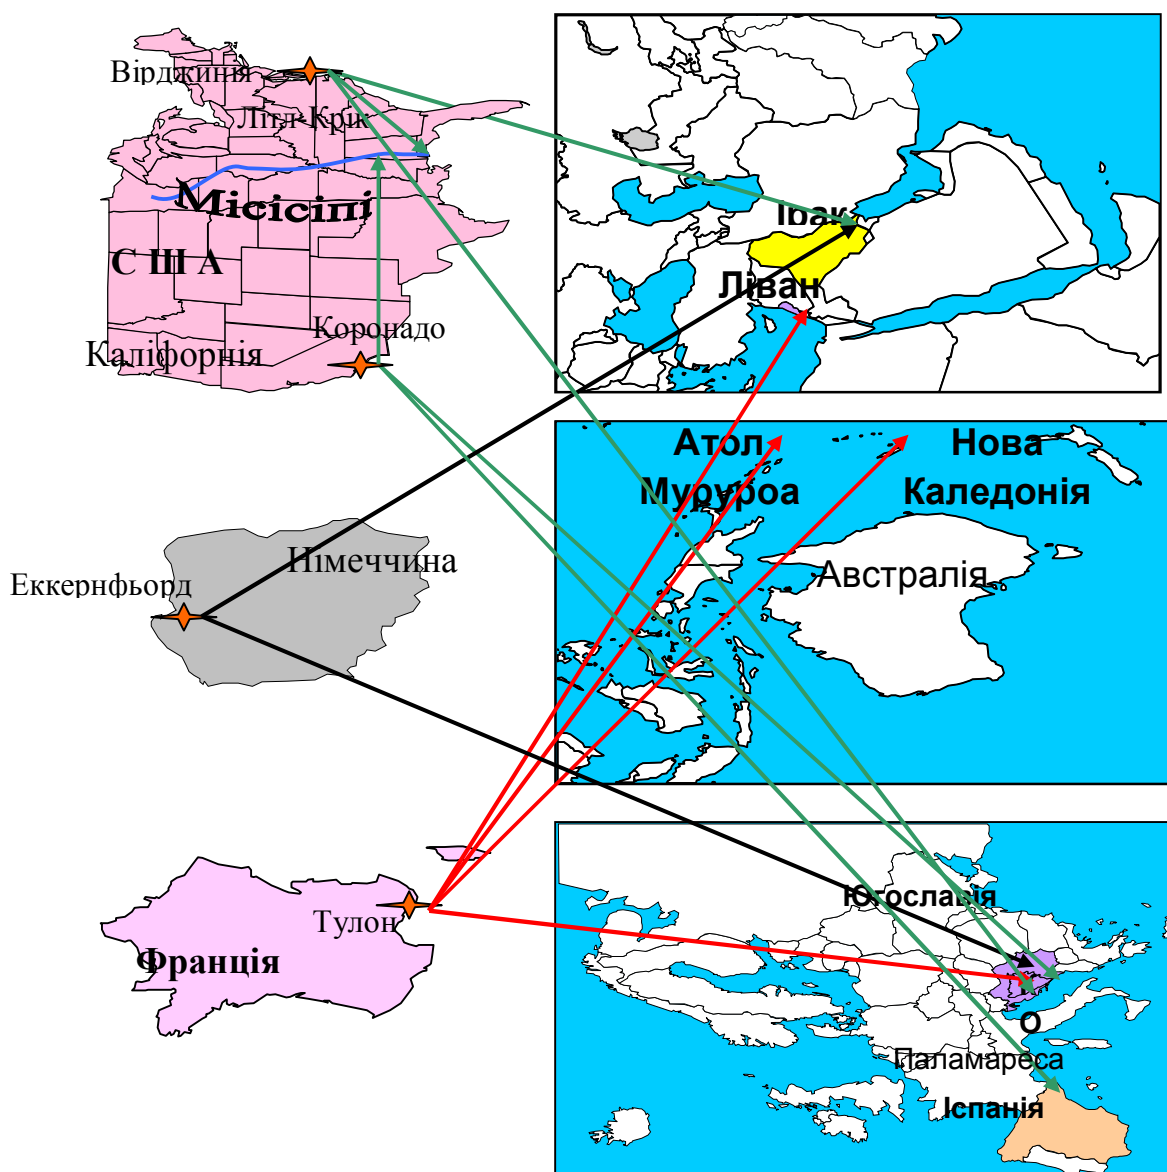 Вірджинія
Літл-Крік
Місісіпі
С Ш А
Коронадо
Каліфорнія
Ірак
Ліван
Атол
Муруроа
Нова
Каледонія
Австралія
Німеччина
Еккернфьорд
Тулон
Франція
Югославія
О
Паламареса
Іспанія